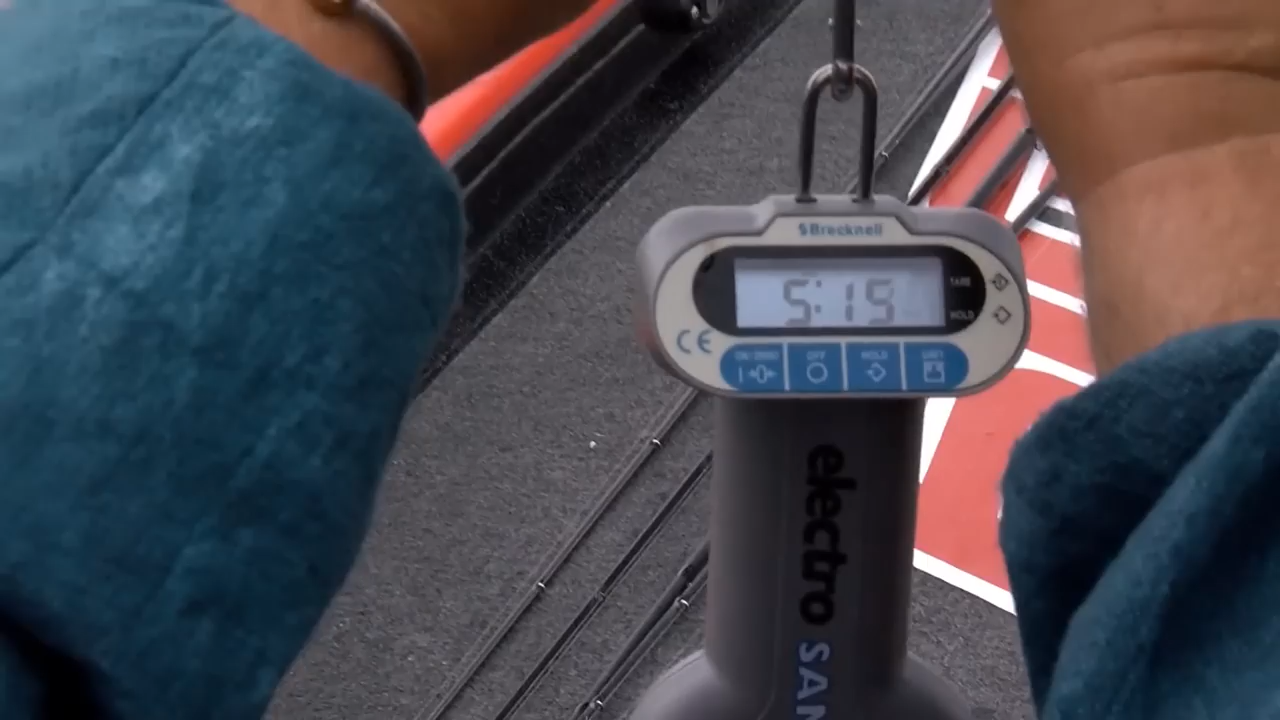 Brecknell
5:15
TARE
HOLD
CE
ON/ZERO OFF HOLD UNIT
electro
SAM